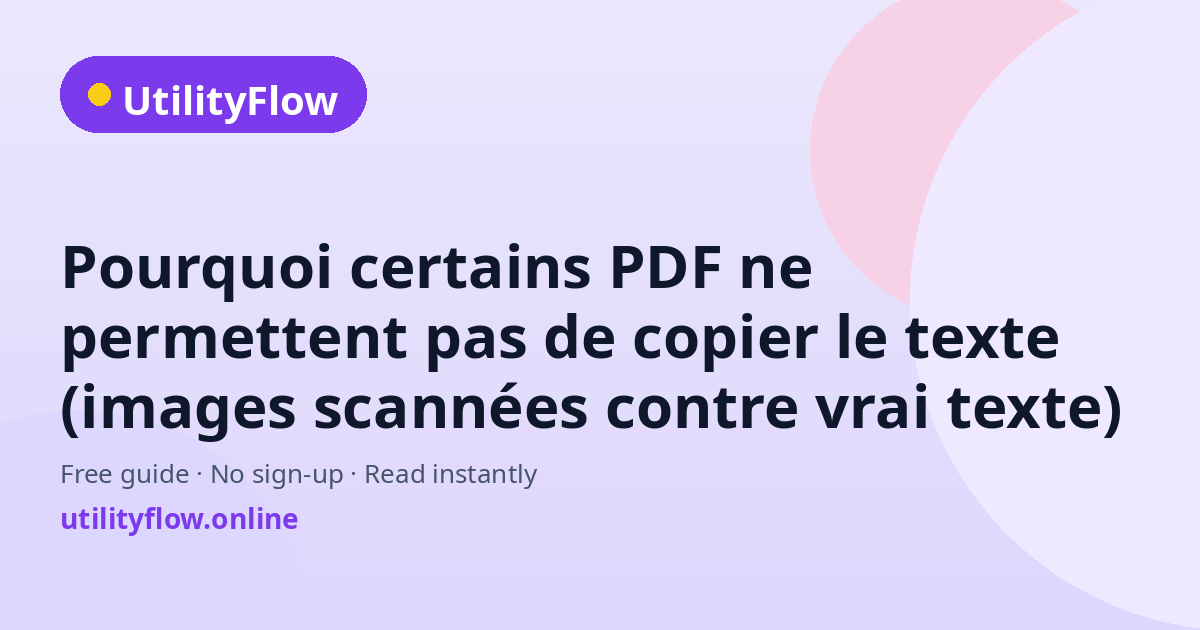 UtilityFlow
Pourquoi certains PDF ne
permettent pas de copier le texte
(images scannées contre vrai texte)
Free guide · No sign-up · Read instantly
utilityflow.online